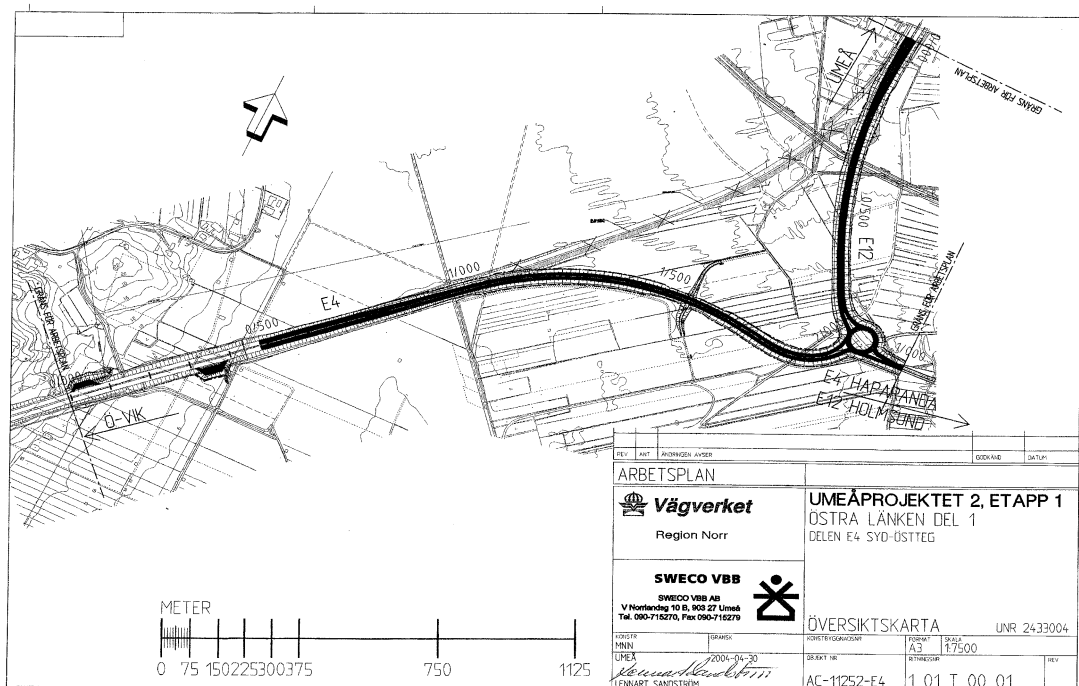 UMEÅ
0/000
GRÄNS FÖR ARBETSPLAN
0/500 E12
GRÄNS FÖR ARBETSPLAN
1/000
1/500
E4
0/500
GRÄNS FÖR ARBETSPLAN
Ö-VIK
E4 HAPARANDA
E12 HOLMSUND
REV ANT ÄNDRINGEN AVSER GODKÄND DATUM
ARBETSPLAN
Vägverket
Region Norr
UMEÅPROJEKTET 2, ETAPP 1
ÖSTRA LÄNKEN DEL 1
DELEN E4 SYD-ÖSTTEG
SWECO VBB
SWECO VBB AB
V Norrlandsg 10 B, 903 27 Umeå
Tel. 090-715270, Fax 090-715279
ÖVERSIKTSKARTA UNR 2433004
KONSTR GRANSK KONSTBYGGNADSNR FORMAT SKALA
MNIN A3 1:7500
UMEÅ 2004-04-30 OBJEKT NR RITNINGSNR REV
LENNART SANDSTRÖM AC-11252-E4 1 01 T 00 01
METER
0 75 150 225 300 375 750 1125